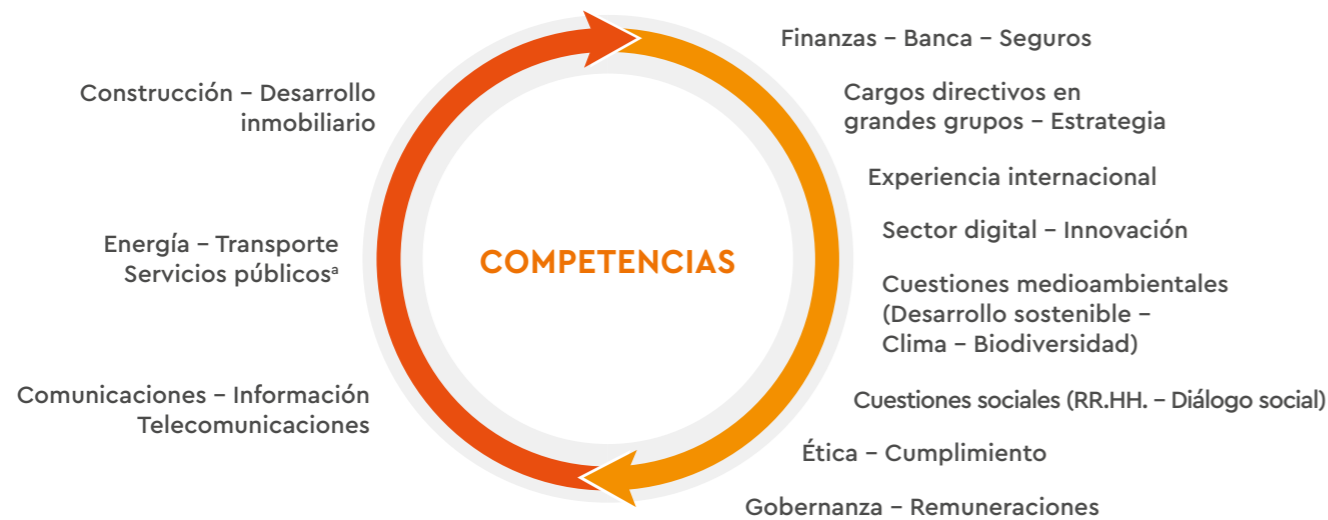 Construcción – Desarrollo
inmobiliario
Energía – Transporte
Servicios públicosᵃ
Comunicaciones – Información
Telecomunicaciones
COMPETENCIAS
Finanzas – Banca – Seguros
Cargos directivos en
grandes grupos – Estrategia
Experiencia internacional
Sector digital – Innovación
Cuestiones medioambientales
(Desarrollo sostenible –
Clima – Biodiversidad)
Cuestiones sociales (RR.HH. – Diálogo social)
Ética – Cumplimiento
Gobernanza – Remuneraciones